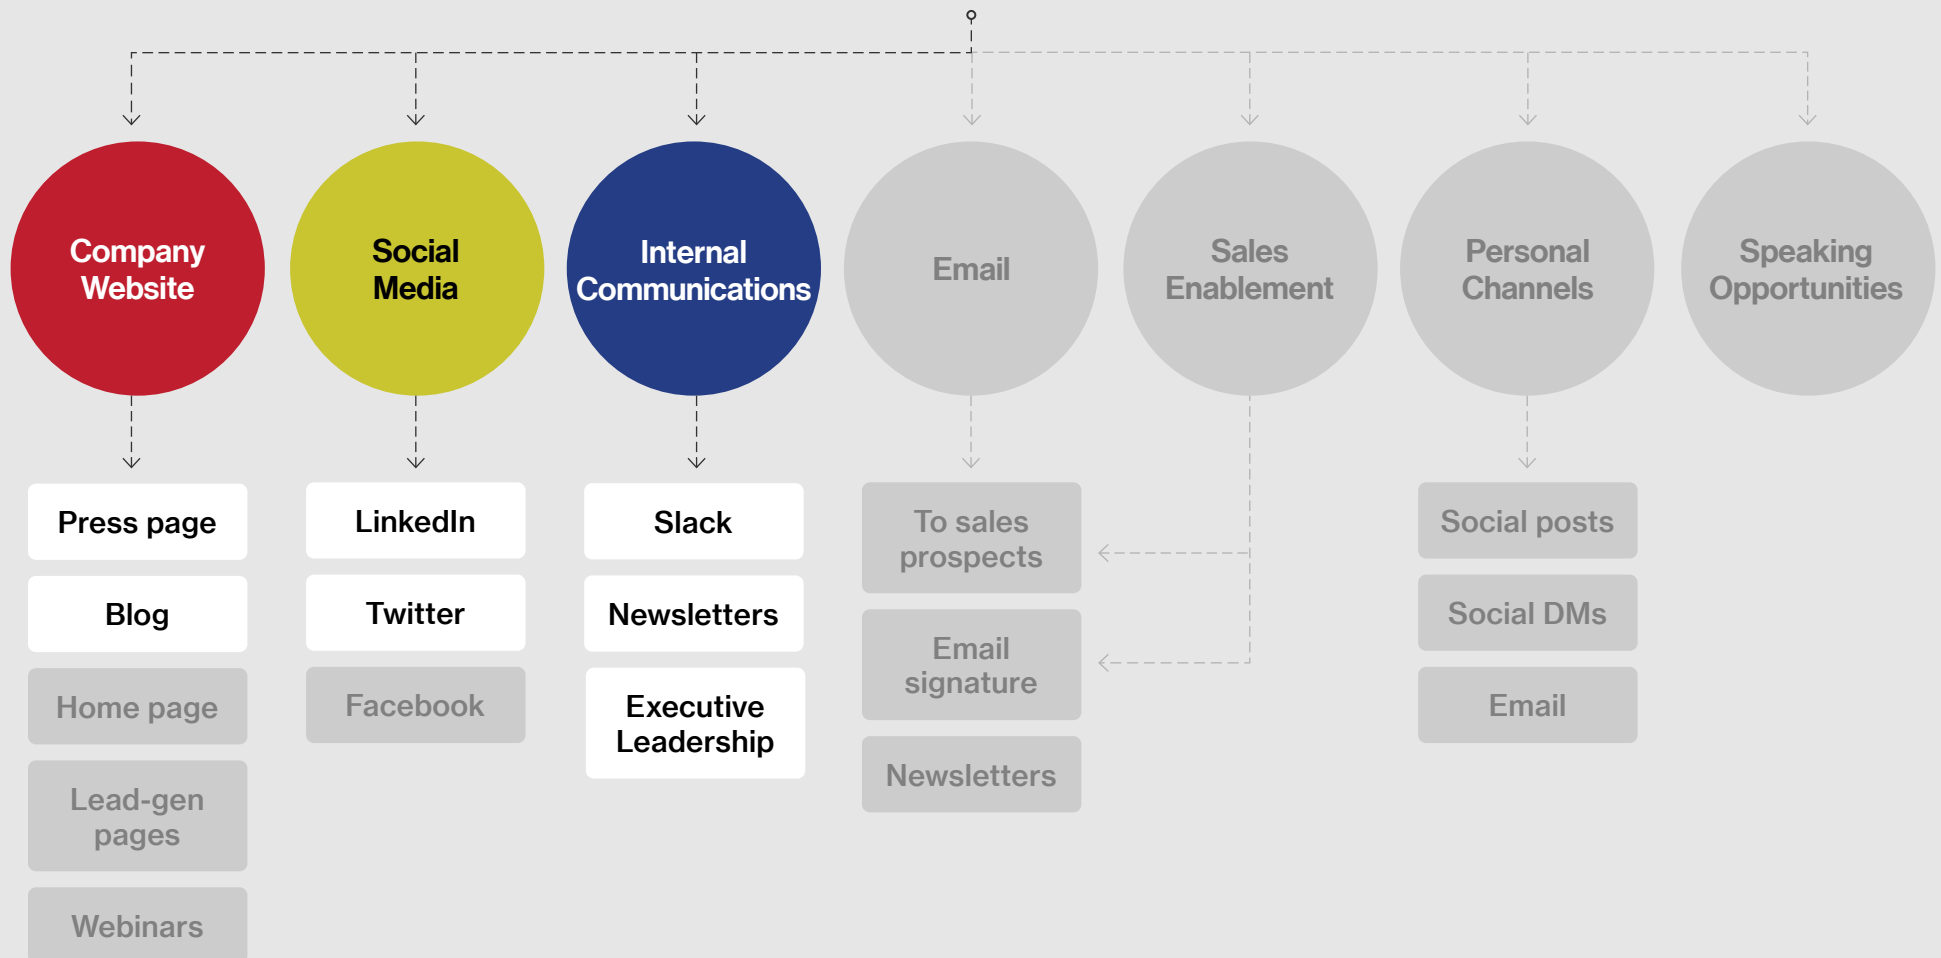 Company
Website
Social
Media
Internal
Communications
Email
Sales
Enablement
Personal
Channels
Speaking
Opportunities
Press page
Blog
Home page
Lead-gen
pages
Webinars
LinkedIn
Twitter
Facebook
Slack
Newsletters
Executive
Leadership
To sales
prospects
Email
signature
Newsletters
Social posts
Social DMs
Email